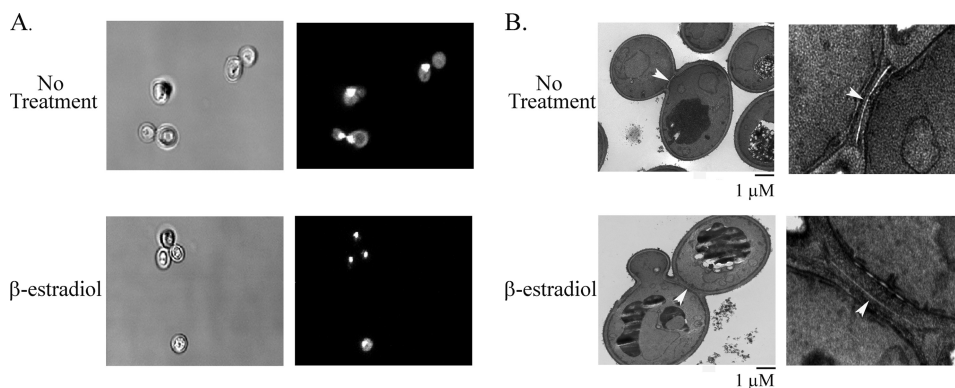 A.
B.
No
Treatment
No
Treatment
1 μM
β-estradiol
β-estradiol
1 μM